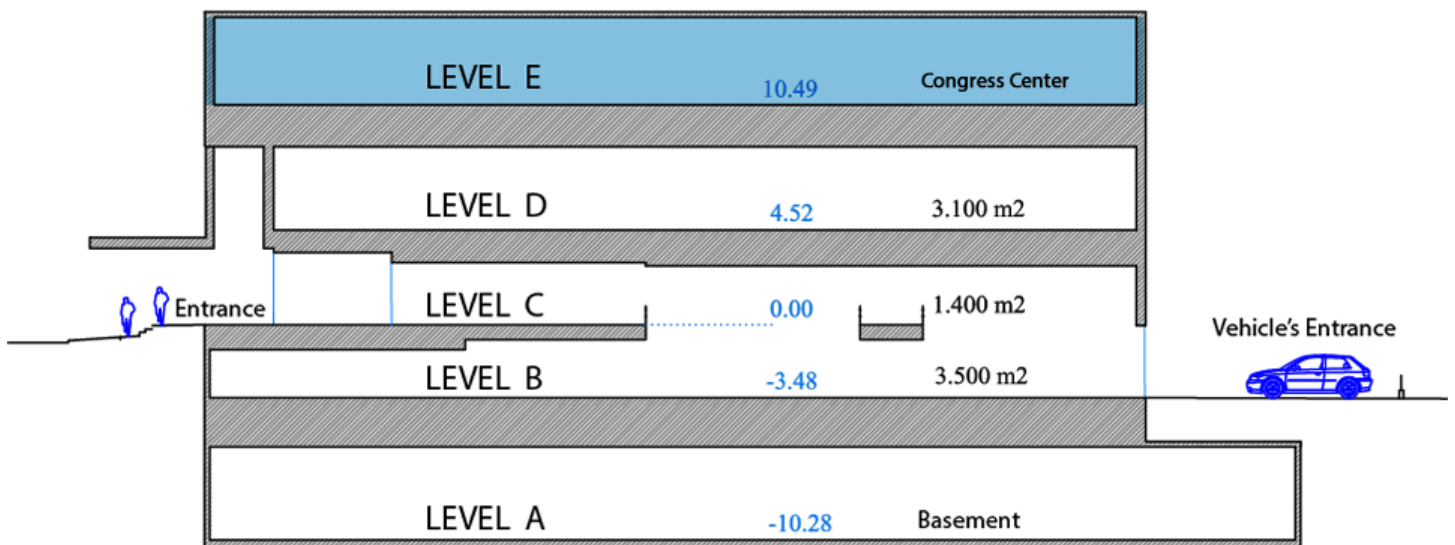 LEVEL E 10.49 Congress Center
LEVEL D 4.52 3.100 m2
Entrance LEVEL C 0.00 1.400 m2
Vehicle's Entrance
LEVEL B -3.48 3.500 m2
LEVEL A -10.28 Basement